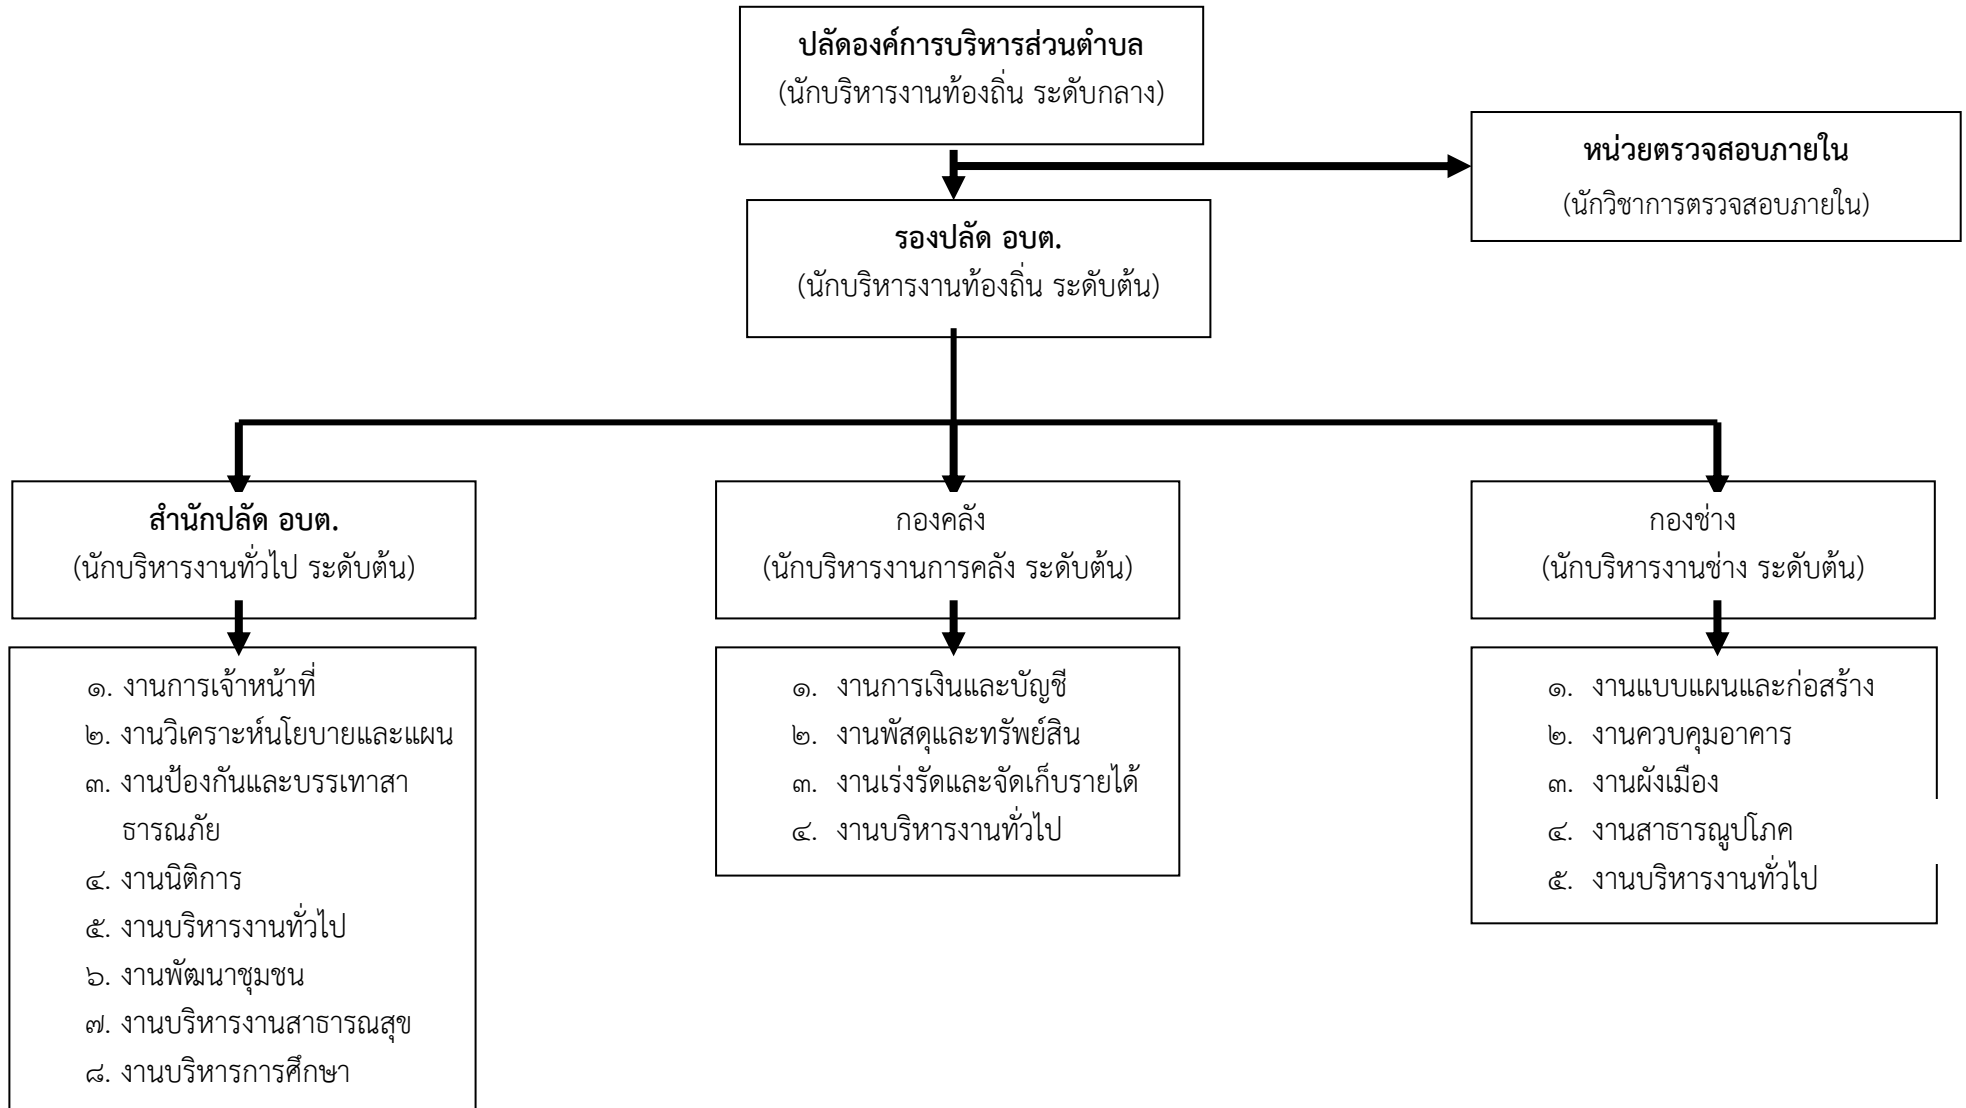 ปลัดองค์การบริหารส่วนตำบล
(นักบริหารงานท้องถิ่น ระดับกลาง)
หน่วยตรวจสอบภายใน
(นักวิชาการตรวจสอบภายใน)
รองปลัด อบต.
(นักบริหารงานท้องถิ่น ระดับต้น)
สำนักปลัด อบต.
(นักบริหารงานทั่วไป ระดับต้น)
๑. งานการเจ้าหน้าที่
๒. งานวิเคราะห์นโยบายและแผน
๓. งานป้องกันและบรรเทาสา
ธารณภัย
๔. งานนิติการ
๕. งานบริหารงานทั่วไป
๖. งานพัฒนาชุมชน
๗. งานบริหารงานสาธารณสุข
๘. งานบริหารการศึกษา
กองคลัง
(นักบริหารงานการคลัง ระดับต้น)
๑. งานการเงินและบัญชี
๒. งานพัสดุและทรัพย์สิน
๓. งานเร่งรัดและจัดเก็บรายได้
๔. งานบริหารงานทั่วไป
กองช่าง
(นักบริหารงานช่าง ระดับต้น)
๑. งานแบบแผนและก่อสร้าง
๒. งานควบคุมอาคาร
๓. งานผังเมือง
๔. งานสาธารณูปโภค
๕. งานบริหารงานทั่วไป